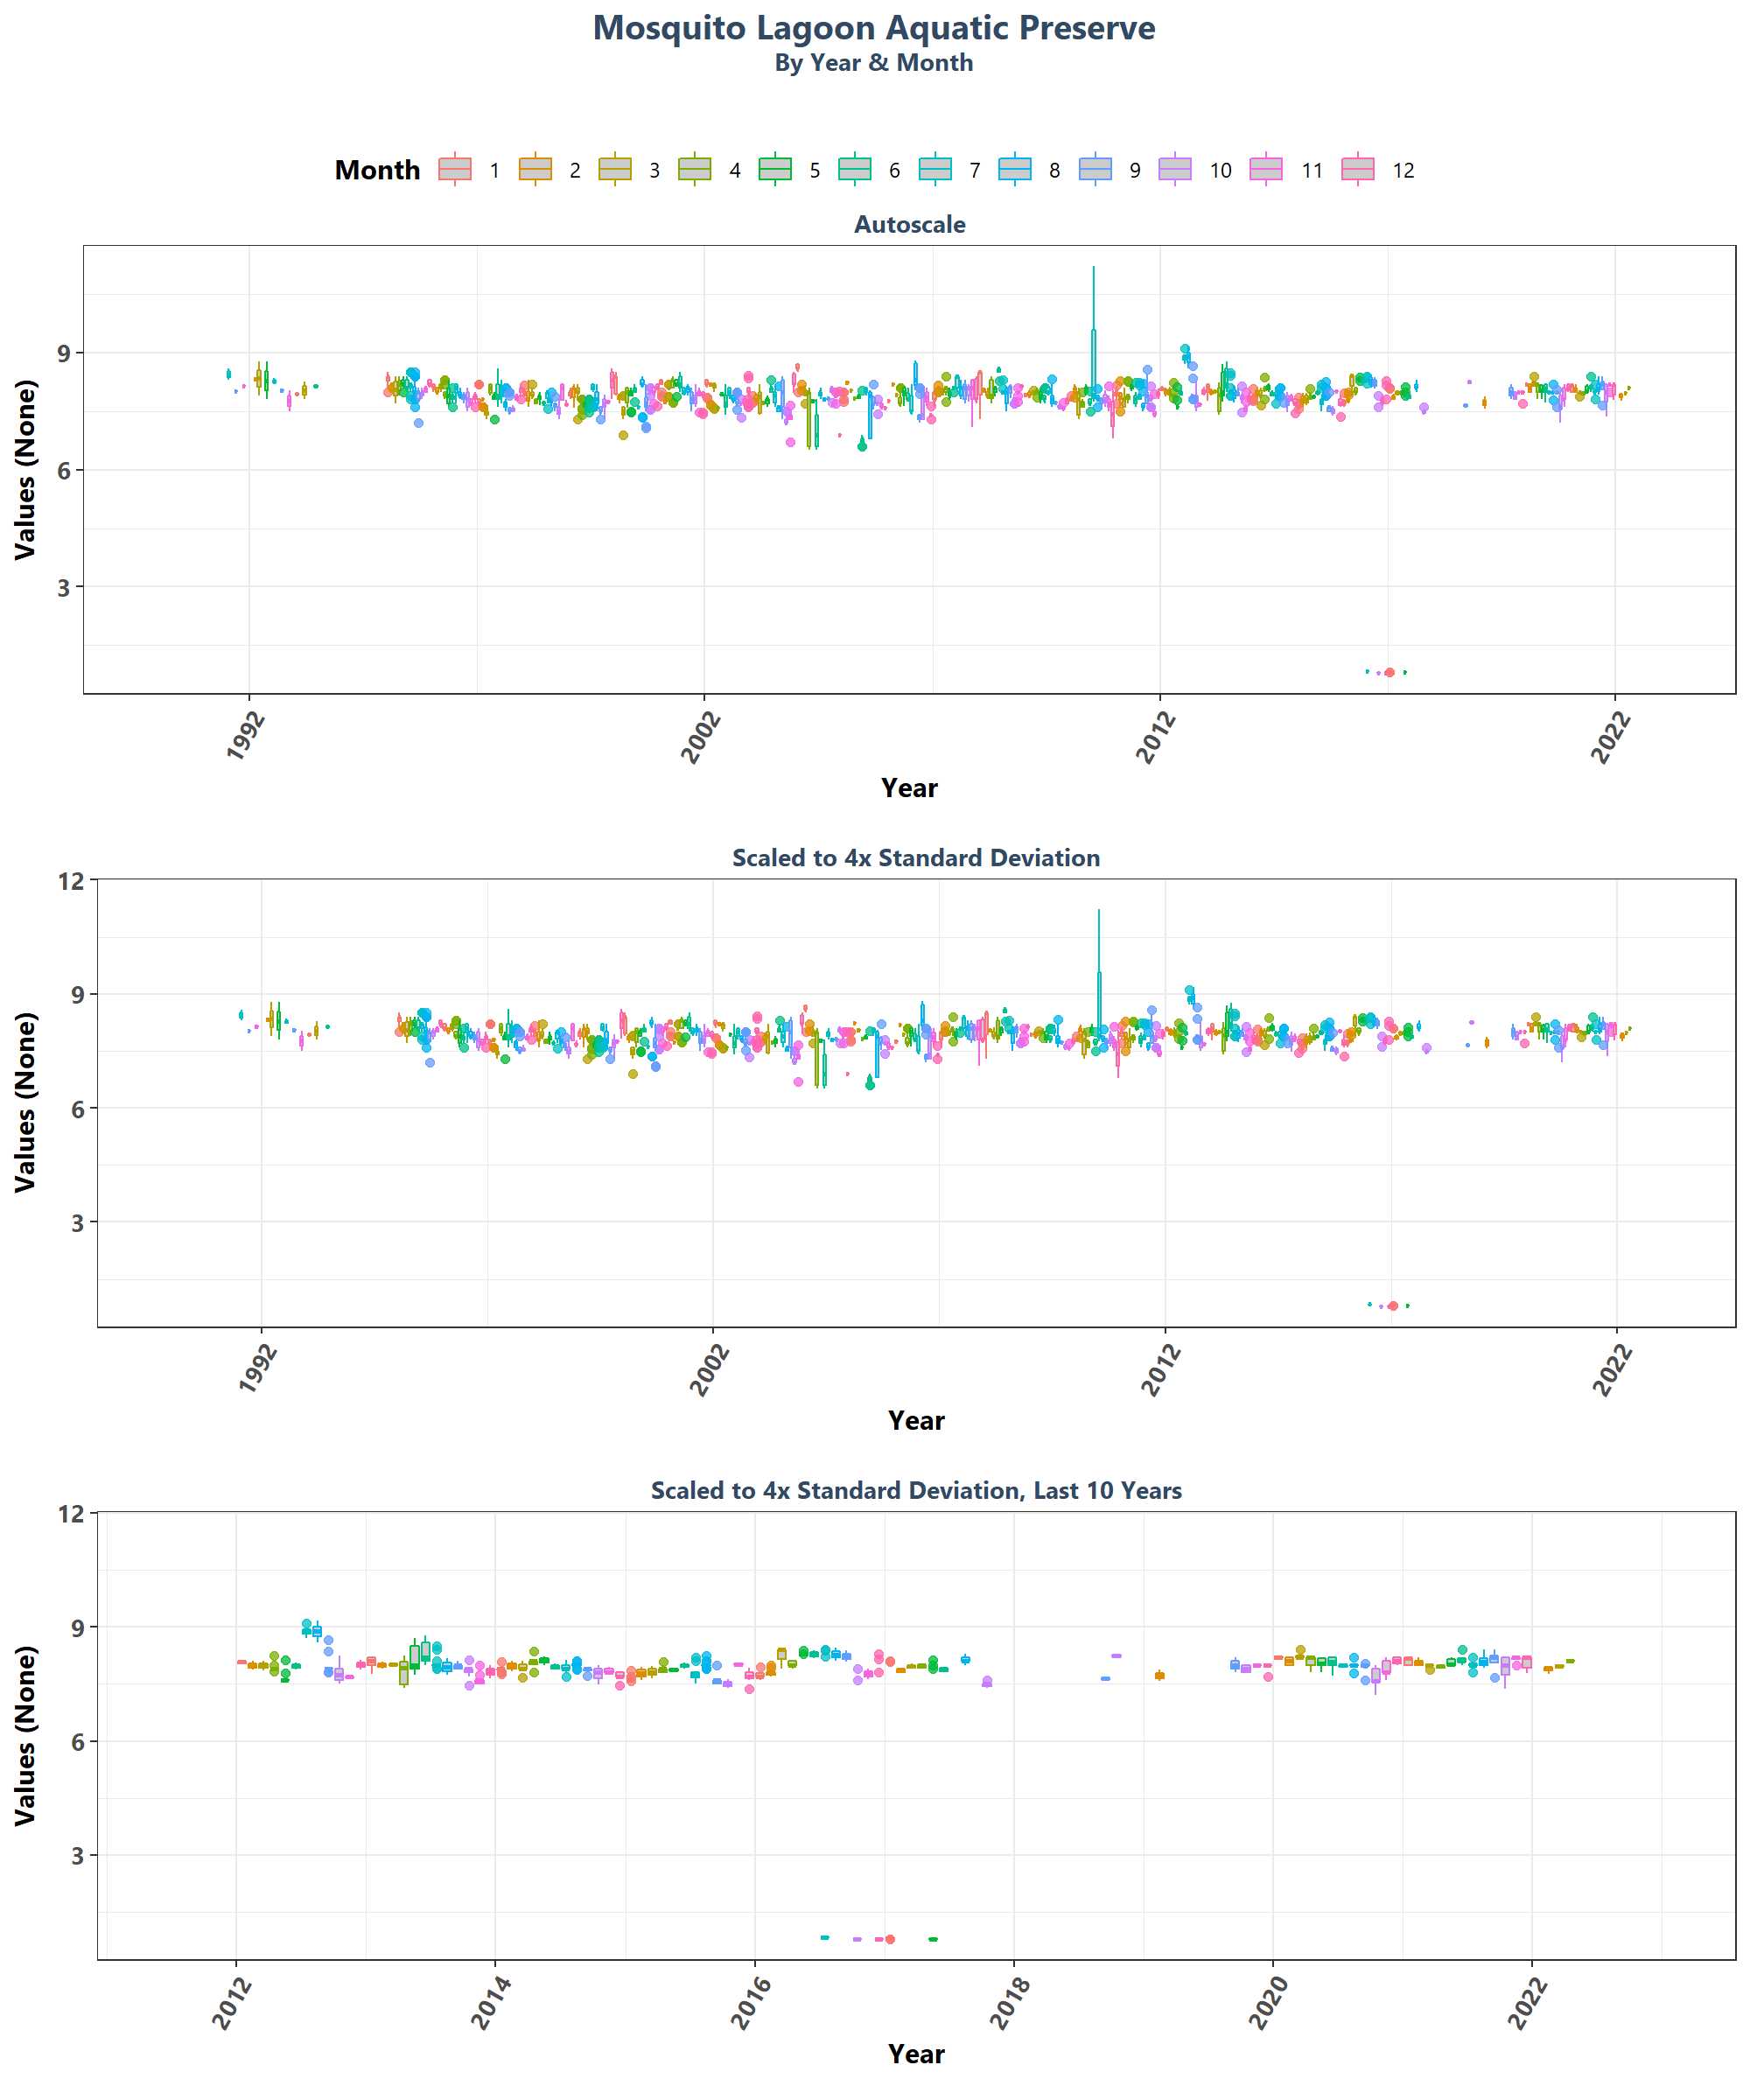 Mosquito Lagoon Aquatic Preserve
By Year & Month
Month 1 2 3 4 5 6 7 8 9 10 11 12
Autoscale
Values (None)
9
6
3
1992 2002 2012 2022
Year
Scaled to 4x Standard Deviation
Values (None)
12
9
6
3
1992 2002 2012 2022
Year
Scaled to 4x Standard Deviation, Last 10 Years
Values (None)
12
9
6
3
2012 2014 2016 2018 2020 2022
Year